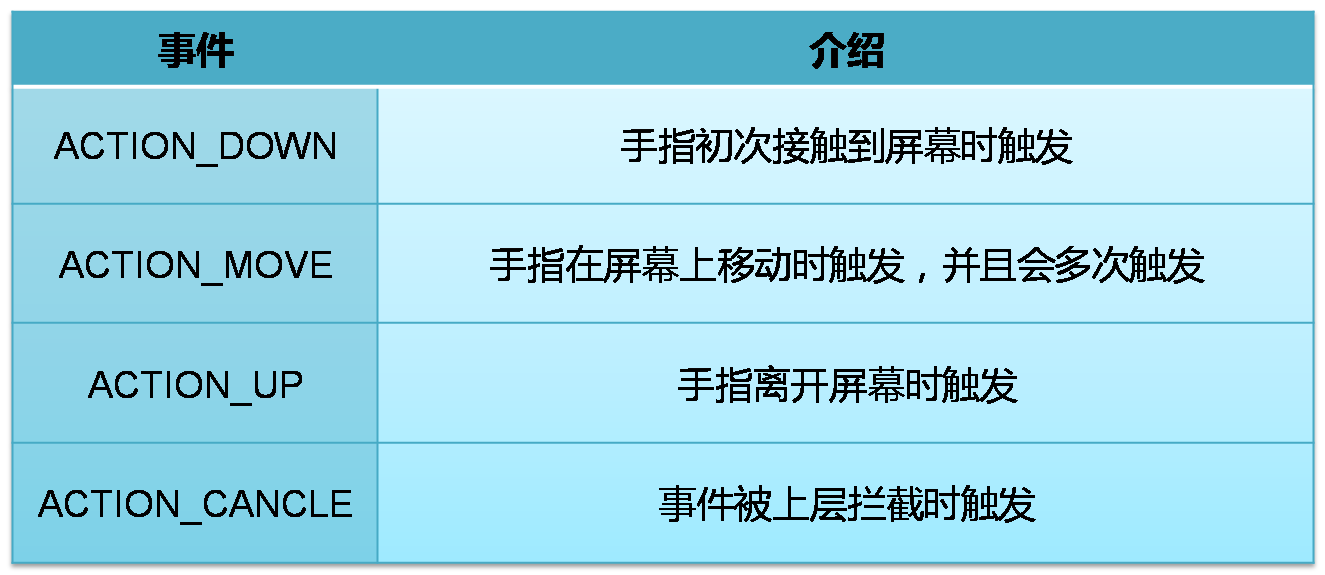 事件 介绍
ACTION_DOWN 手指初次接触到屏幕时触发
ACTION_MOVE 手指在屏幕上移动时触发，并且会多次触发
ACTION_UP 手指离开屏幕时触发
ACTION_CANCLE 事件被上层拦截时触发